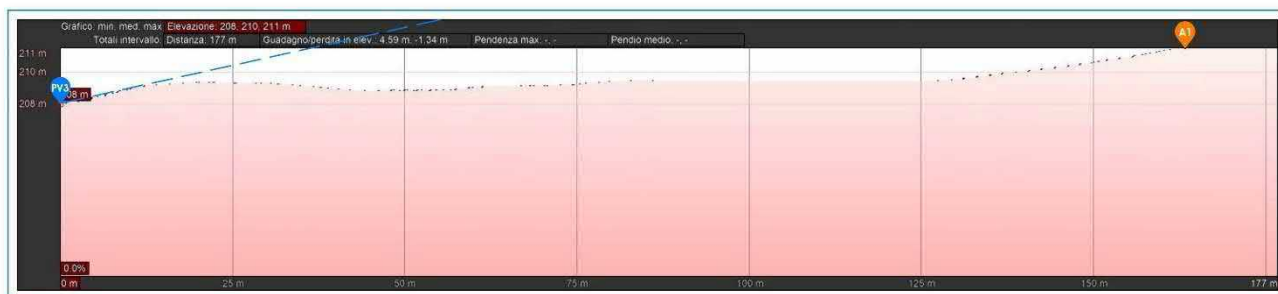 Grafico: min, med, max Elevazione: 208, 210, 211 m
Totali intervallo: Distanza: 177 m Guadagno/perdita in elev.: 4.59 m, -1.34 m Pendenza max: -, - Pendio medio: -, -
A1
211 m
210 m
PV3
208 m
08 m
0.0%
0 m 25 m 50 m 75 m 100 m 125 m 150 m 177 m